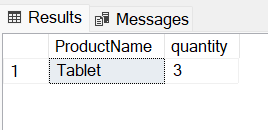 Results Messages
ProductName quantity
1 Tablet 3